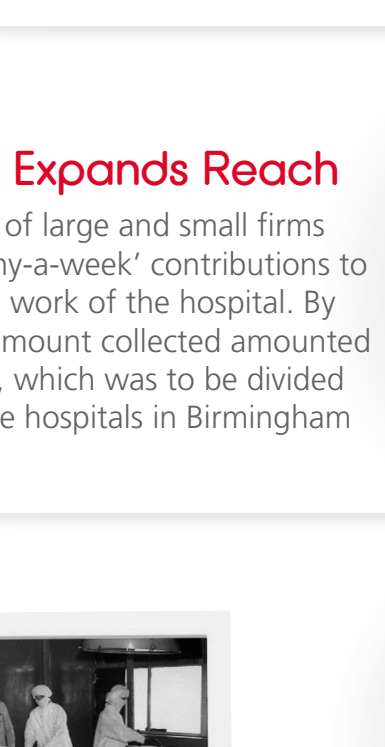 Expands Reach
of large and small firms
ny-a-week’ contributions to
work of the hospital. By
mount collected amounted
, which was to be divided
e hospitals in Birmingham